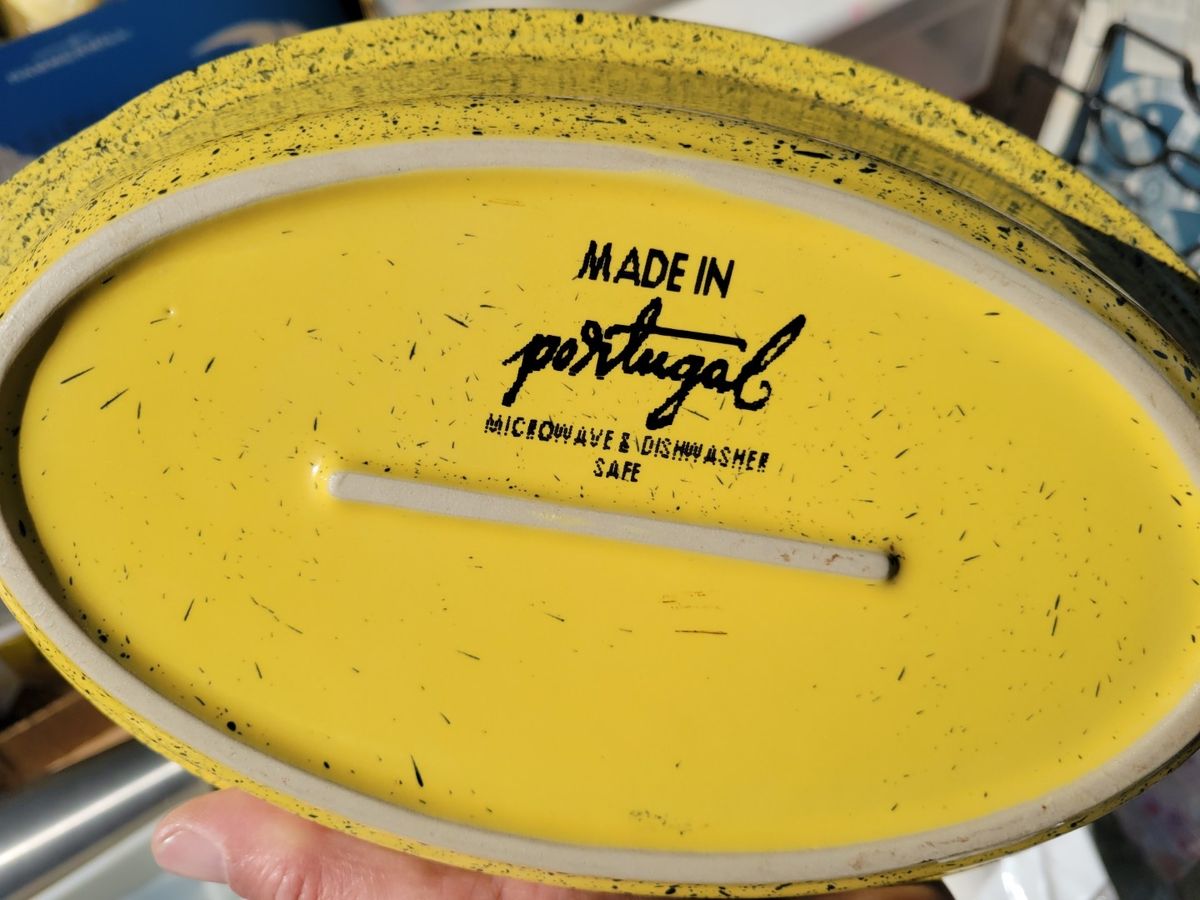 MADE IN
portugal
MICROWAVE & DISHWASHER
SAFE